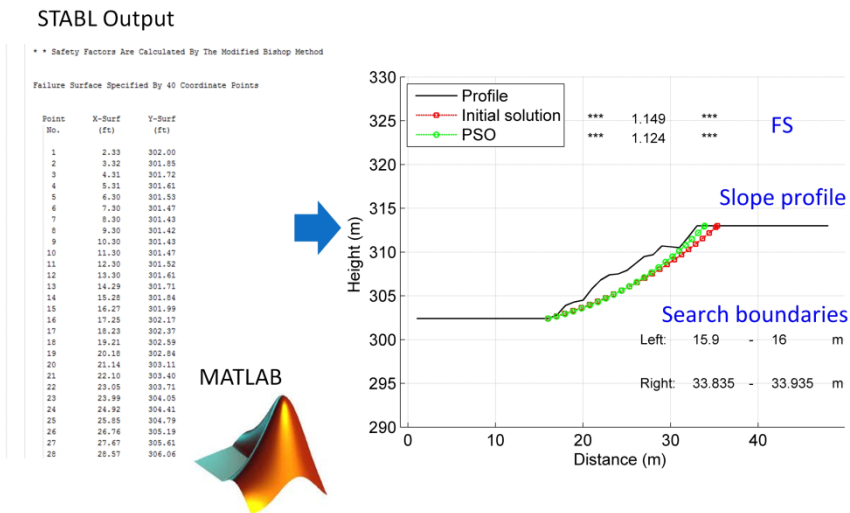 STABL Output
* * Safety Factors Are Calculated By The Modified Bishop Method
Failure Surface Specified By 40 Coordinate Points
Point X-Surf Y-Surf
No. (ft) (ft)
1 2.33 302.00
2 3.32 301.85
3 4.31 301.72
4 5.31 301.61
5 6.30 301.53
6 7.30 301.47
7 8.30 301.43
8 9.30 301.42
9 10.30 301.43
10 11.30 301.47
11 12.30 301.52
12 13.30 301.61
13 14.29 301.71
14 15.28 301.84
15 16.27 301.99
16 17.25 302.17
17 18.23 302.37
18 19.21 302.59
19 20.18 302.84
20 21.14 303.11
21 22.10 303.40
22 23.05 303.71
23 23.99 304.05
24 24.92 304.41
25 25.85 304.79
26 26.76 305.19
27 27.67 305.61
28 28.57 306.06
MATLAB
330
325
320
315
310
305
300
295
290
Height (m)
0 10 20 30 40
Distance (m)
Profile
Initial solution *** 1.149 ***
PSO *** 1.124 ***
FS
Slope profile
Search boundaries
Left: 15.9 - 16 m
Right: 33.835 - 33.935 m